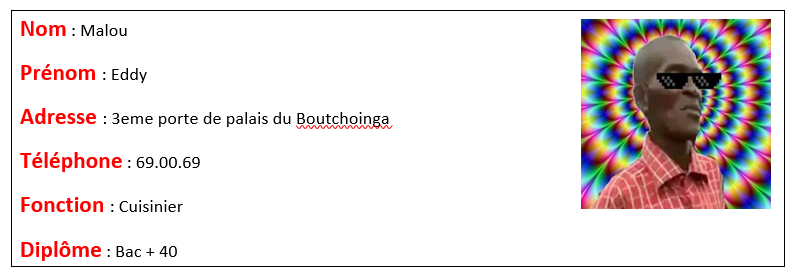 Nom : Malou
Prénom : Eddy
Adresse : 3eme porte de palais du Boutchoinga
Téléphone : 69.00.69
Fonction : Cuisinier
Diplôme : Bac + 40